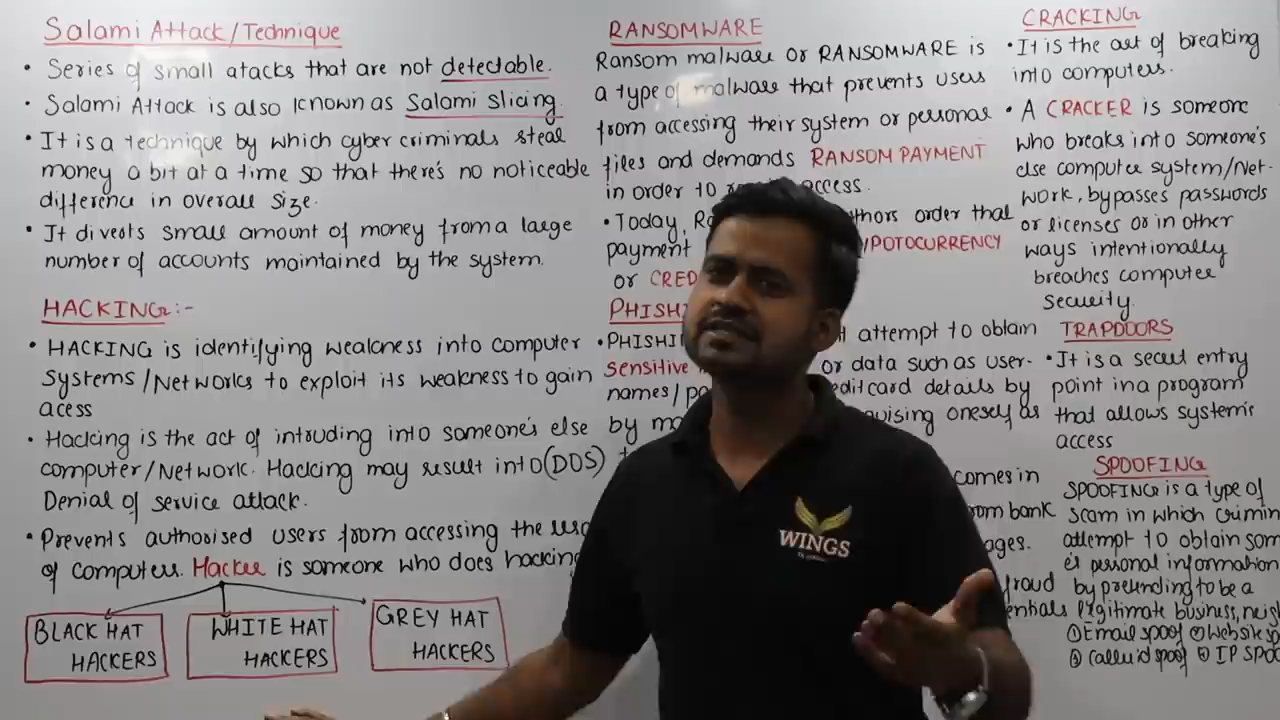 Salami Attack/Technique
• Series of small atacks that are not detectable.
• Salami Attack is also known as Salami slicing.
• It is a technique by which cyber criminals steal
money a bit at a time so that there's no noticeable
difference in overall size.
• It diverts small amount of money from a large
number of accounts maintained by the system.
HACKING:-
• HACKING is identifying weakness into computer
systems/Networks to exploit its weakness to gain
acess
• Hacking is the act of intruding into someone's else
computer/Network. Hacking may result into (DOS)
Denial of service attack.
• Prevents authorised users from accessing the
of computer. Hacker is someone who does hacking
BLACK HAT
HACKERS
WHITE HAT
HACKERS
GREY HAT
HACKERS
RANSOMWARE
Ransom malware or RANSOMWARE is
a type of malware that prevents users
from accessing their system or personal
files and demands RANSOM PAYMENT
in order to access.
• Today, order that
payment
or
attempt to obtain
sensitive or data such as user-
names/ card details by
by oneself as
comes in
bank
fraud
CRACKING
• It is the act of breaking
into computers.
• A CRACKER is someone
who breaks into someone's
else computer system/Net-
work, bypasses passwords
or licenses or in other
ways intentionally
breaches computer
security.
TRAPDOORS
• It is a secret entry
point in a program
that allows system's
access
SPOOFING
SPOOFING is a type of
scam in which
attempt to obtain
personal information
by pretending to be a
legitimate business,
① Email spoof ②
③ Caller id spoof ④ IP
WINGS